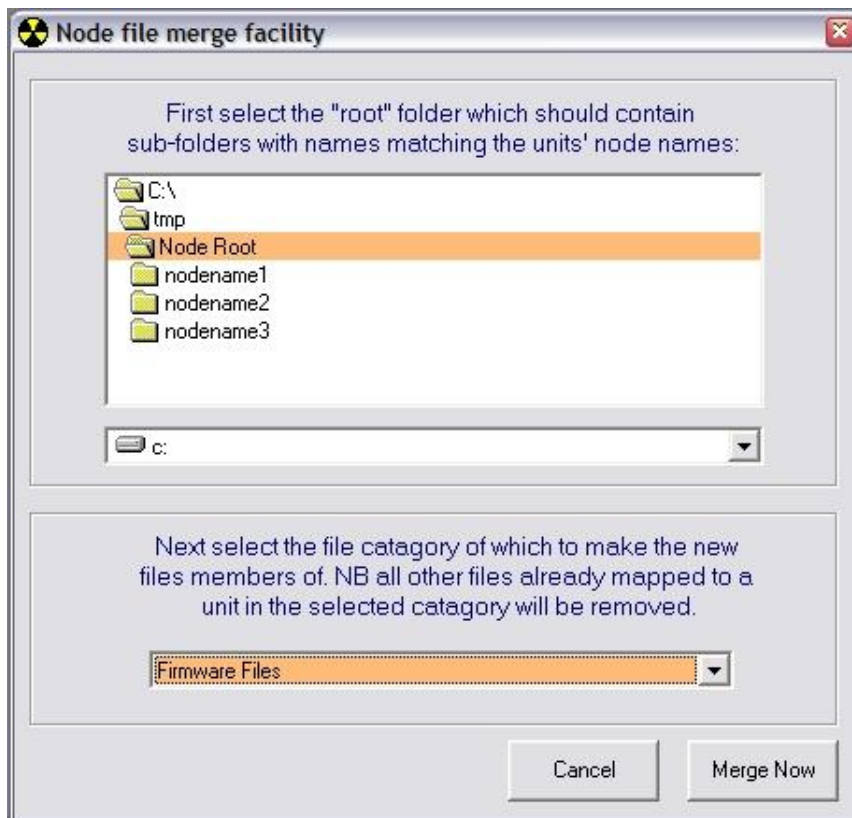 Node file merge facility
First select the "root" folder which should contain
sub-folders with names matching the units' node names:
C:\
tmp
Node Root
nodename1
nodename2
nodename3
c:
Next select the file catagory of which to make the new
files members of. NB all other files already mapped to a
unit in the selected catagory will be removed.
Firmware Files
Cancel
Merge Now